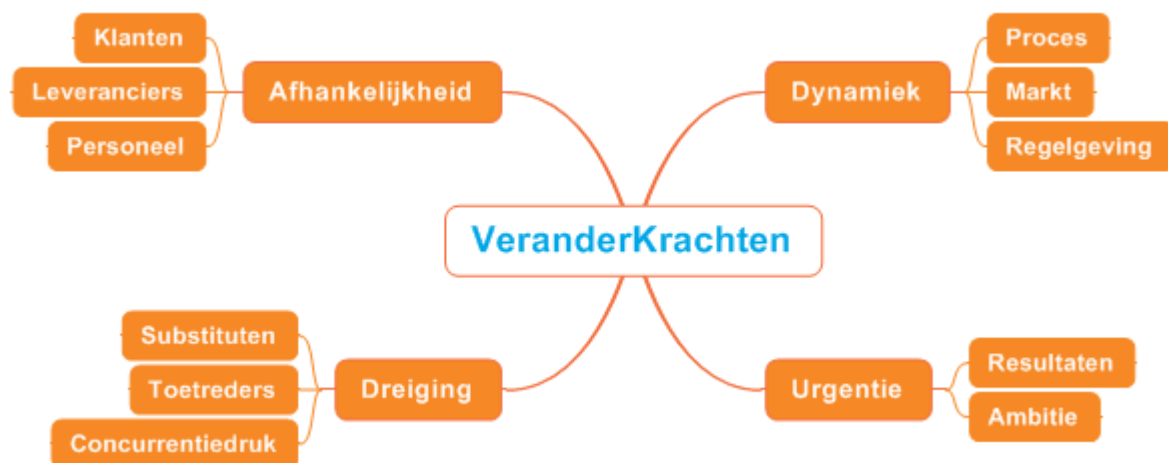 Klanten
Leveranciers
Personeel
Afhankelijkheid
Dynamiek
Proces
Markt
Regelgeving
VeranderKrachten
Substituten
Toetreders
Concurrentiedruk
Dreiging
Urgentie
Resultaten
Ambitie